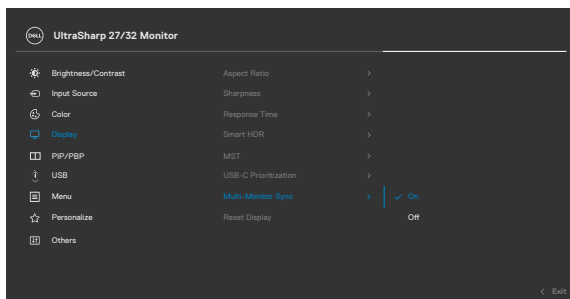 DELL UltraSharp 27/32 Monitor
Brightness/Contrast Aspect Ratio >
Input Source Sharpness >
Color Response Time >
Display Smart HDR >
PIP/PBP MST >
USB USB-C Prioritization >
Menu Multi-Monitor Sync > ✓ On
Personalize Reset Display Off
Others
< Exit